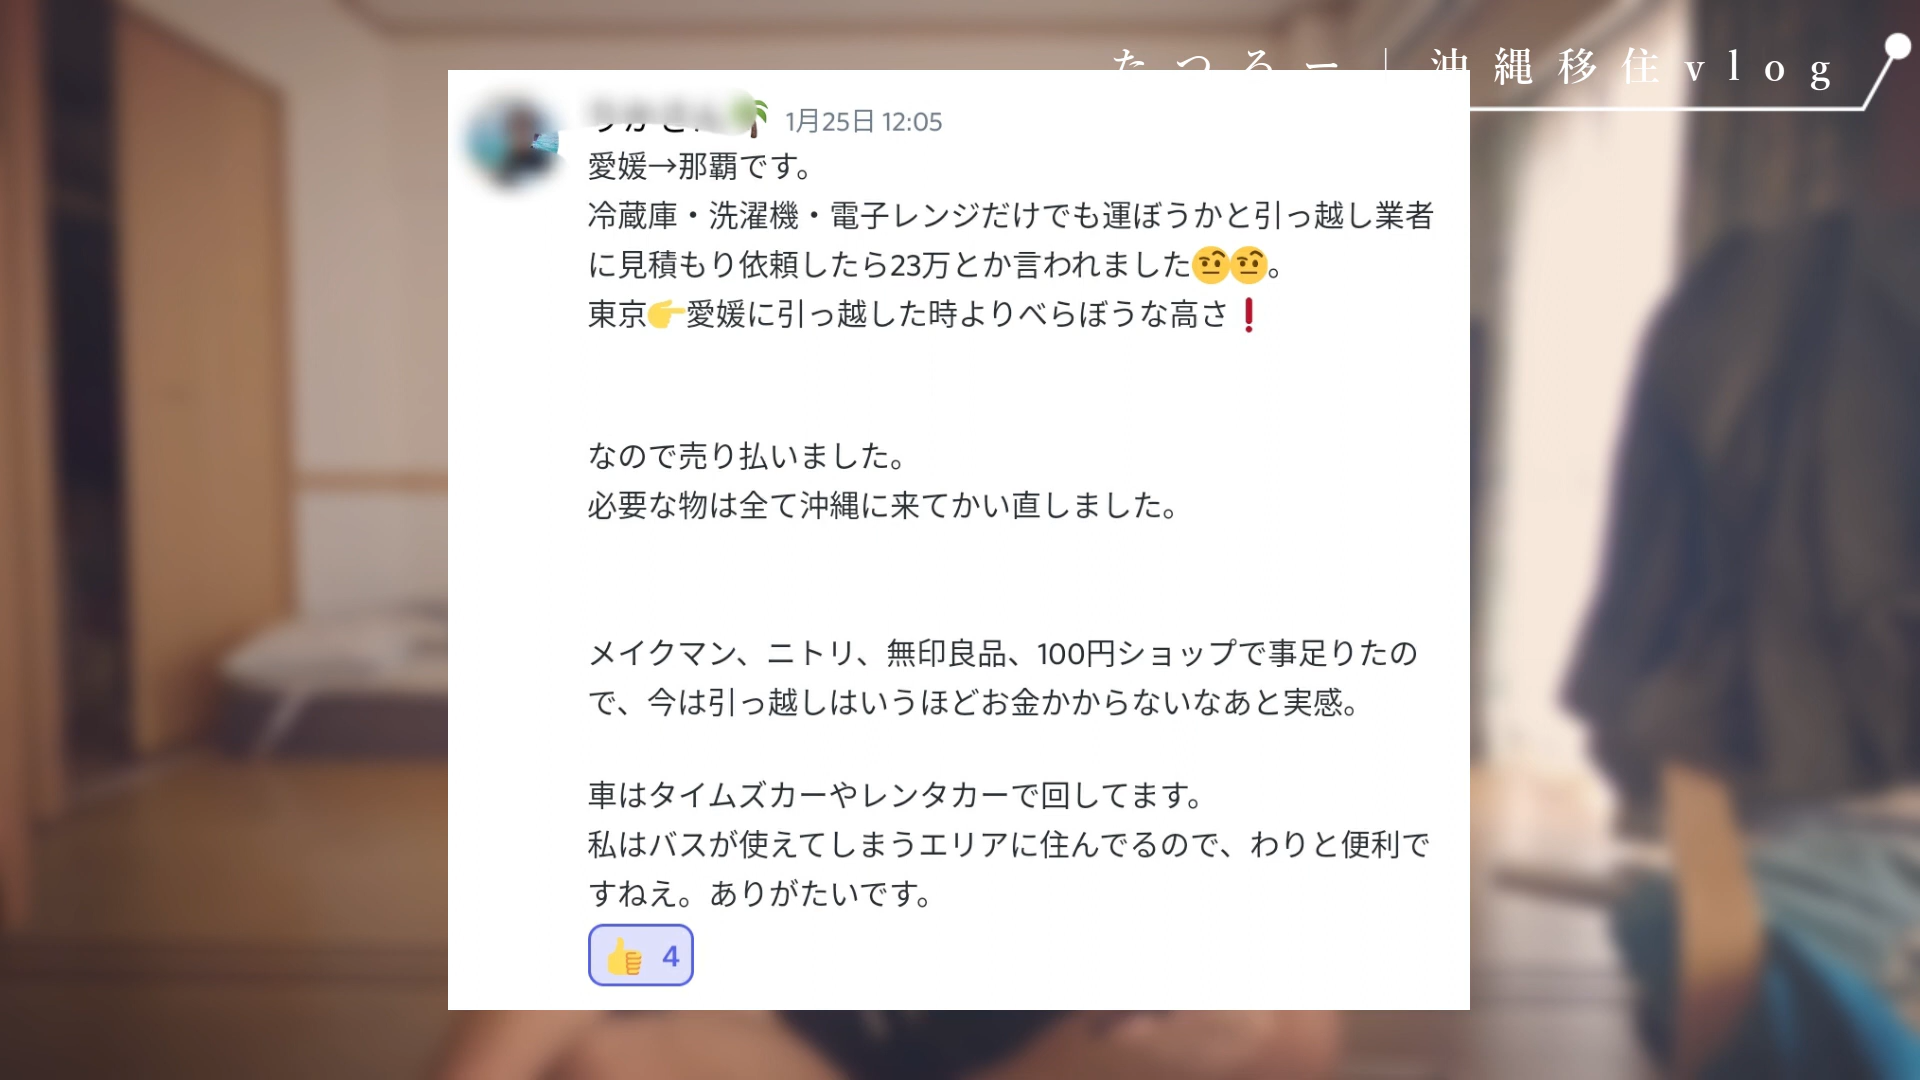 たつろー｜沖縄移住vlog
1月25日 12:05
愛媛→那覇です。
冷蔵庫・洗濯機・電子レンジだけでも運ぼうかと引っ越し業者
に見積もり依頼したら23万とか言われました🤨🤨。
東京👉愛媛に引っ越した時よりべらぼうな高さ❗
なので売り払いました。
必要な物は全て沖縄に来てかい直しました。
メイクマン、ニトリ、無印良品、100円ショップで事足りたの
で、今は引っ越しはいうほどお金かからないなあと実感。
車はタイムズカーやレンタカーで回してます。
私はバスが使えてしまうエリアに住んでるので、わりと便利で
すねえ。ありがたいです。
👍 4